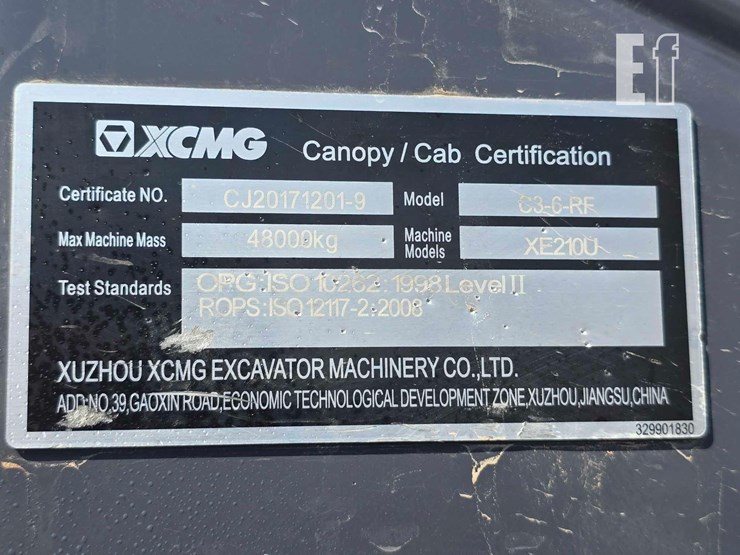 Ef
XCMG Canopy / Cab Certification
Certificate NO. CJ20171201-9 Model C3-6-RF
Max Machine Mass 48000kg Machine Models XE210U
Test Standards OPG:ISO 10262:1998 Level II
ROPS:ISO 12117-2:2008
XUZHOU XCMG EXCAVATOR MACHINERY CO.,LTD.
ADD:NO.39,GAOXIN ROAD,ECONOMIC TECHNOLOGICAL DEVELOPMENT ZONE,XUZHOU,JIANGSU,CHINA
329901830